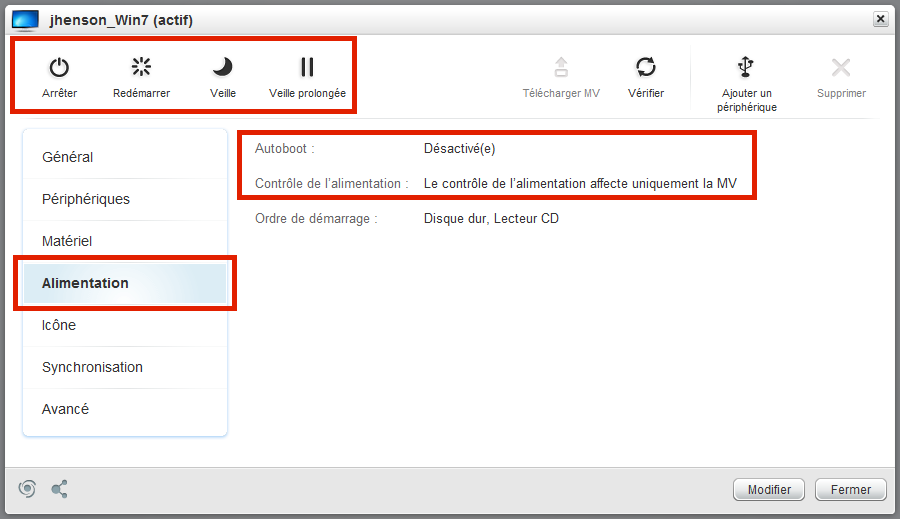 jhenson_Win7 (actif)
Arrêter
Redémarrer
Veille
Veille prolongée
Télécharger MV
Vérifier
Ajouter un
périphérique
Supprimer
Général
Périphériques
Matériel
Alimentation
Icône
Synchronisation
Avancé
Autoboot : Désactivé(e)
Contrôle de l'alimentation : Le contrôle de l'alimentation affecte uniquement la MV
Ordre de démarrage : Disque dur, Lecteur CD
Modifier
Fermer